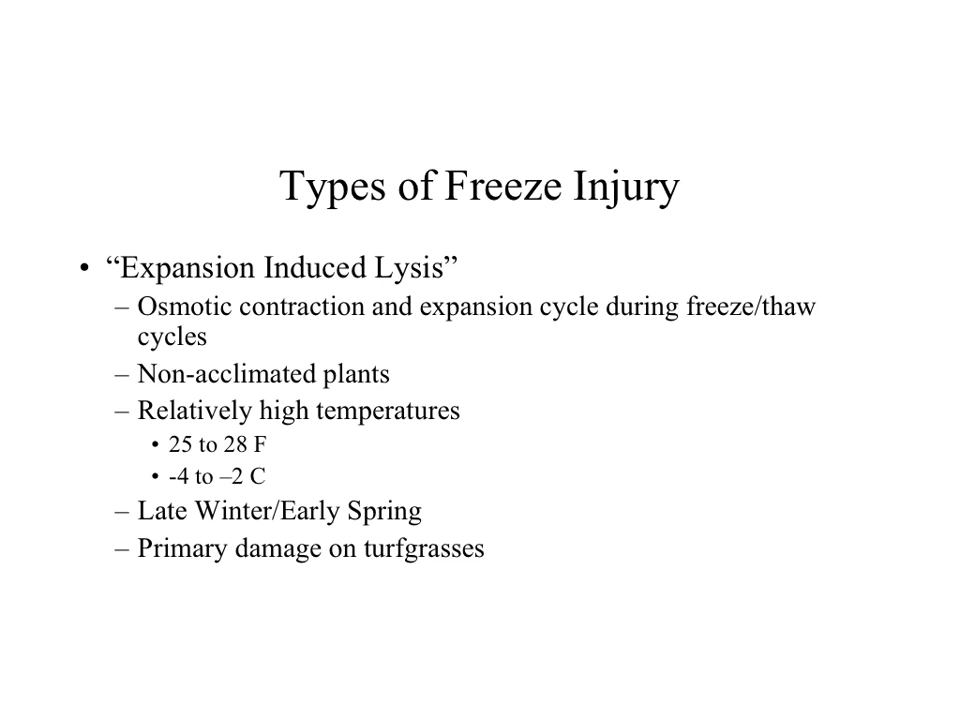 Types of Freeze Injury
• “Expansion Induced Lysis”
– Osmotic contraction and expansion cycle during freeze/thaw
cycles
– Non-acclimated plants
– Relatively high temperatures
• 25 to 28 F
• -4 to –2 C
– Late Winter/Early Spring
– Primary damage on turfgrasses